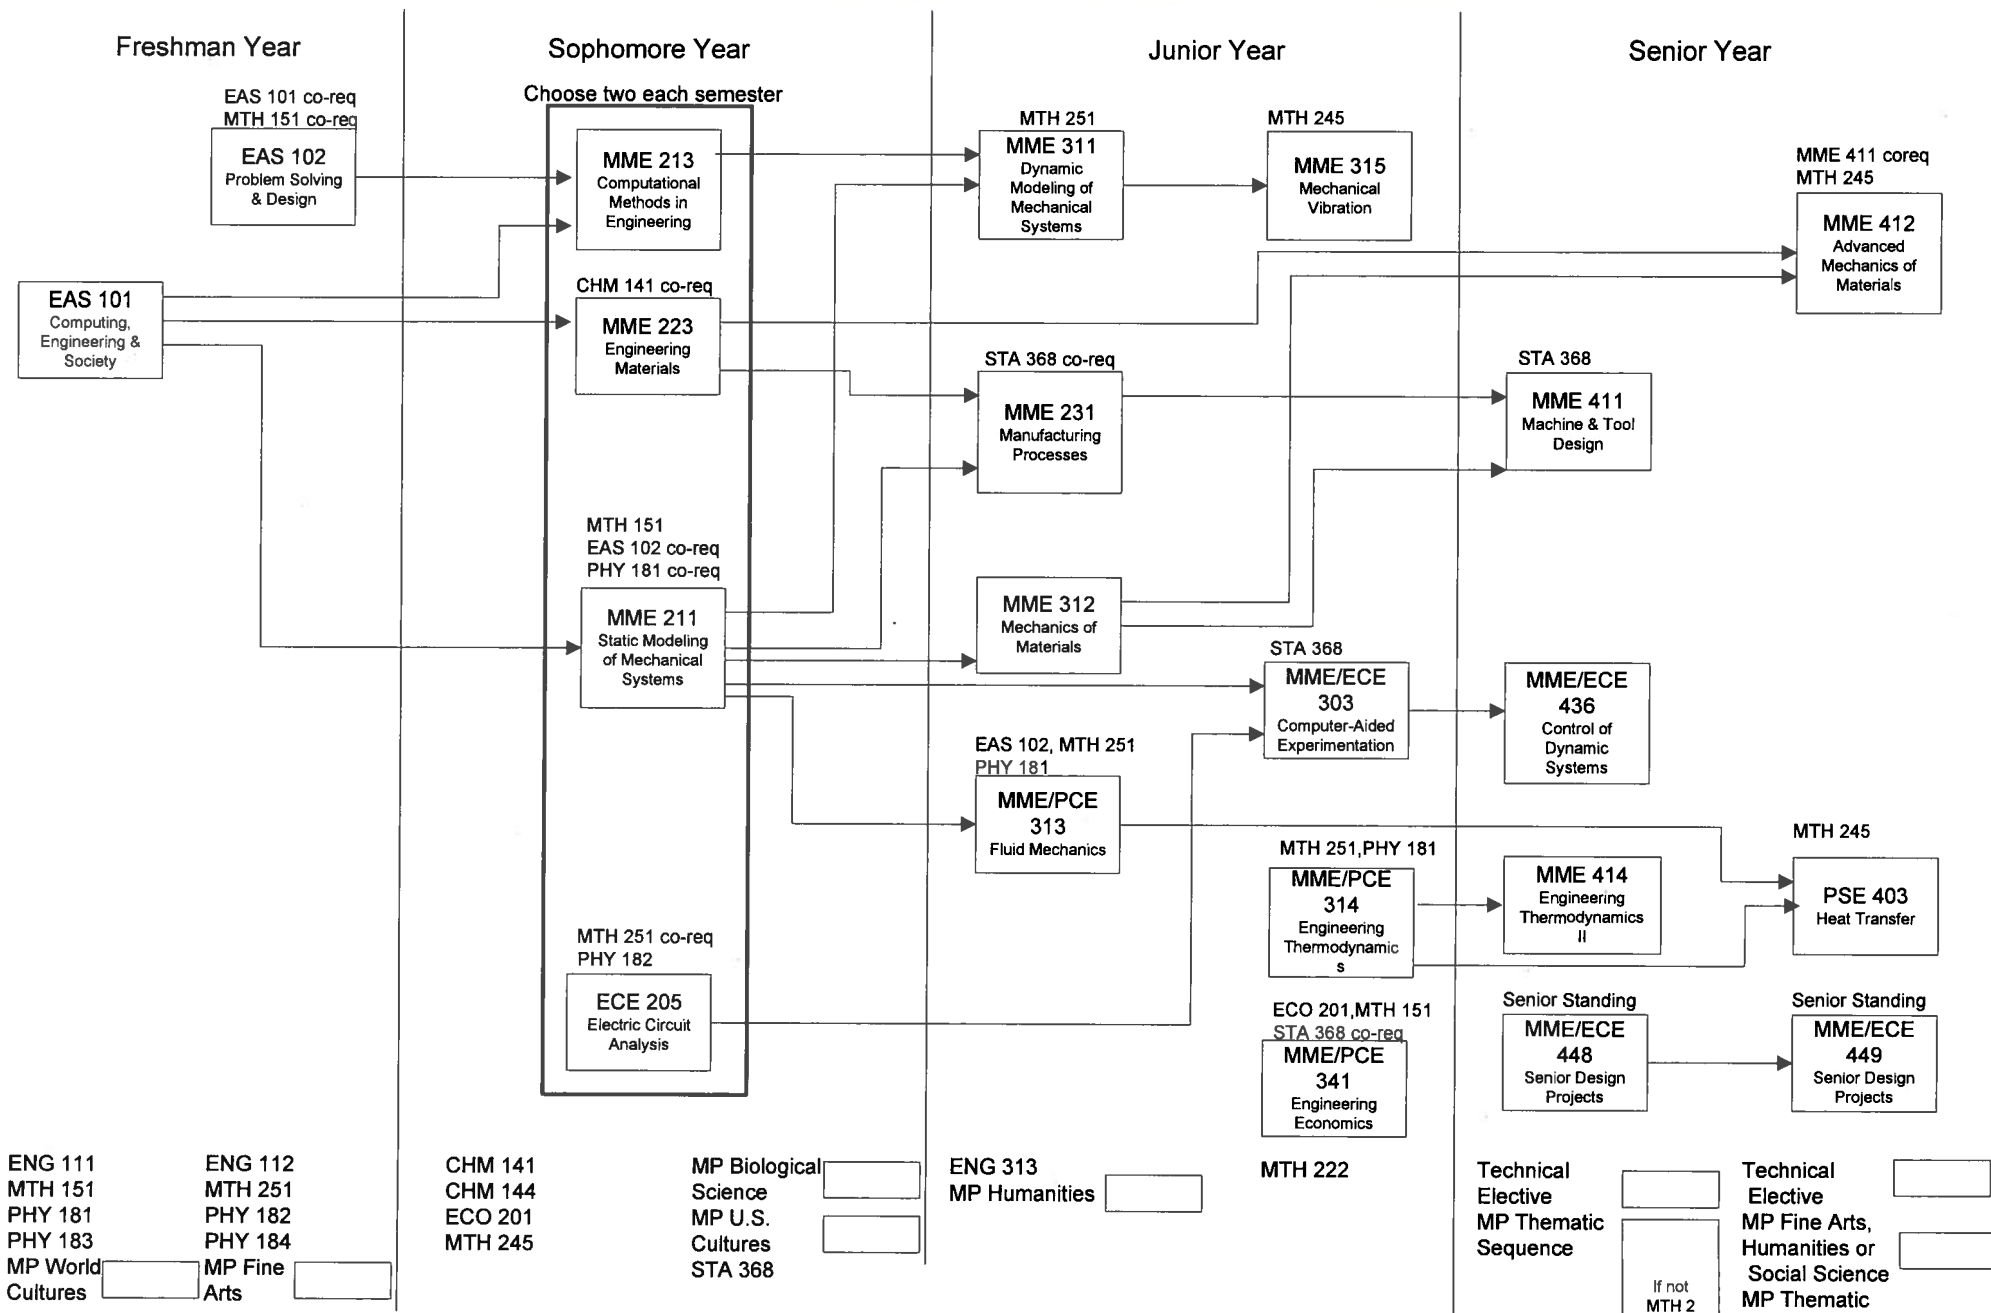 Freshman Year
Sophomore Year
Junior Year
Senior Year
EAS 101 co-req
MTH 151 co-req
EAS 102
Problem Solving
& Design
EAS 101
Computing,
Engineering &
Society
Choose two each semester
MME 213
Computational
Methods in
Engineering
CHM 141 co-req
MME 223
Engineering
Materials
MTH 151
EAS 102 co-req
PHY 181 co-req
MME 211
Static Modeling
of Mechanical
Systems
MTH 251 co-req
PHY 182
ECE 205
Electric Circuit
Analysis
MTH 251
MME 311
Dynamic
Modeling of
Mechanical
Systems
STA 368 co-req
MME 231
Manufacturing
Processes
MME 312
Mechanics of
Materials
EAS 102, MTH 251
PHY 181
MME/PCE
313
Fluid Mechanics
MTH 245
MME 315
Mechanical
Vibration
STA 368
MME/ECE
303
Computer-Aided
Experimentation
MTH 251,PHY 181
MME/PCE
314
Engineering
Thermodynamic
s
ECO 201,MTH 151
STA 368 co-req
MME/PCE
341
Engineering
Economics
STA 368
MME 411
Machine & Tool
Design
MME/ECE
436
Control of
Dynamic
Systems
MME 414
Engineering
Thermodynamics
II
Senior Standing
MME/ECE
448
Senior Design
Projects
MME 411 coreq
MTH 245
MME 412
Advanced
Mechanics of
Materials
MTH 245
PSE 403
Heat Transfer
Senior Standing
MME/ECE
449
Senior Design
Projects
ENG 111
MTH 151
PHY 181
PHY 183
MP World
Cultures
ENG 112
MTH 251
PHY 182
PHY 184
MP Fine
Arts
CHM 141
CHM 144
ECO 201
MTH 245
MP Biological
Science
MP U.S.
Cultures
STA 368
ENG 313
MP Humanities
MTH 222
Technical
Elective
MP Thematic
Sequence
If not
MTH 2
Technical
Elective
MP Fine Arts,
Humanities or
Social Science
MP Thematic